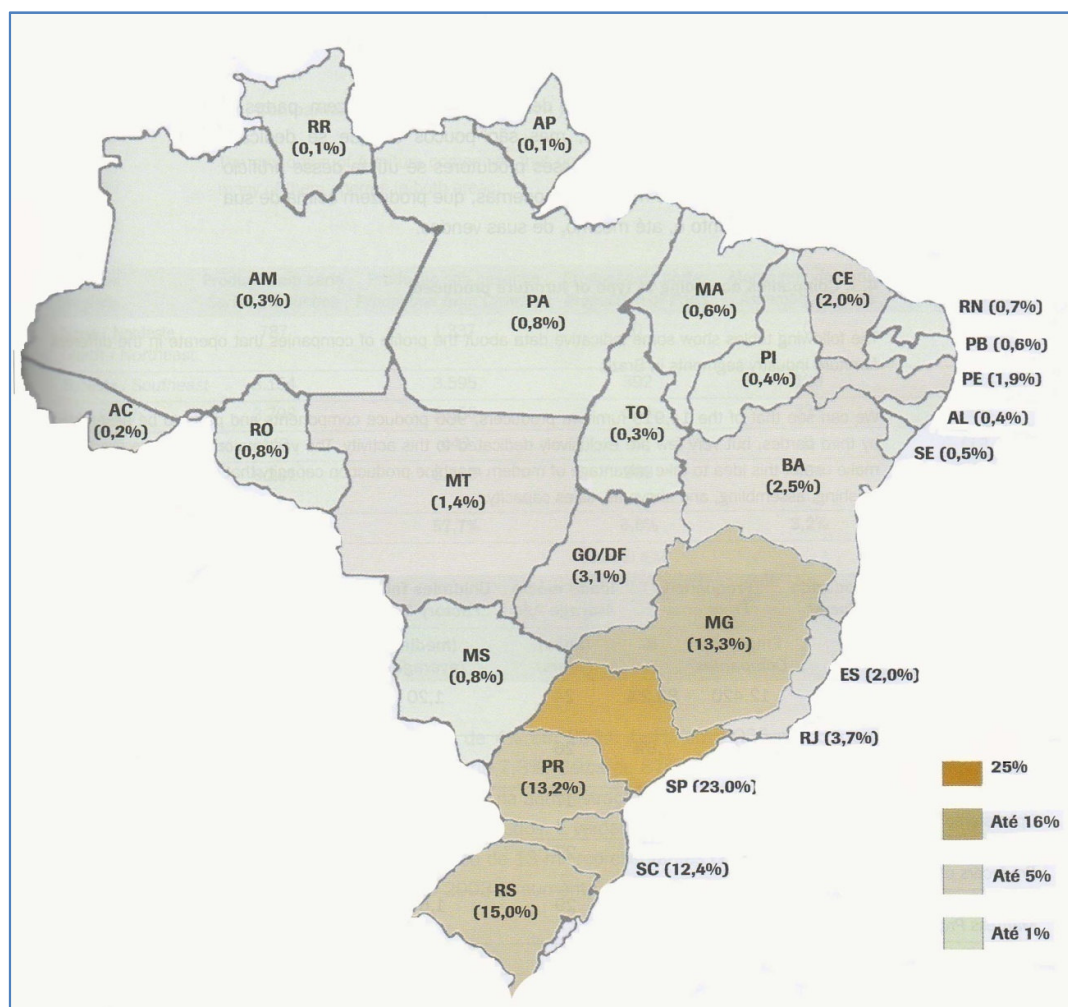 RR
(0,1%)
AP
(0,1%)
AM
(0,3%)
PA
(0,8%)
MA
(0,6%)
CE
(2,0%)
RN (0,7%)
PB (0,6%)
PI
(0,4%)
PE (1,9%)
AC
(0,2%)
RO
(0,8%)
TO
(0,3%)
AL (0,4%)
SE (0,5%)
MT
(1,4%)
BA
(2,5%)
GO/DF
(3,1%)
MG
(13,3%)
MS
(0,8%)
ES (2,0%)
RJ (3,7%)
PR
(13,2%)
SP (23.0%)
SC (12,4%)
RS
(15,0%)
25%
Até 16%
Até 5%
Até 1%